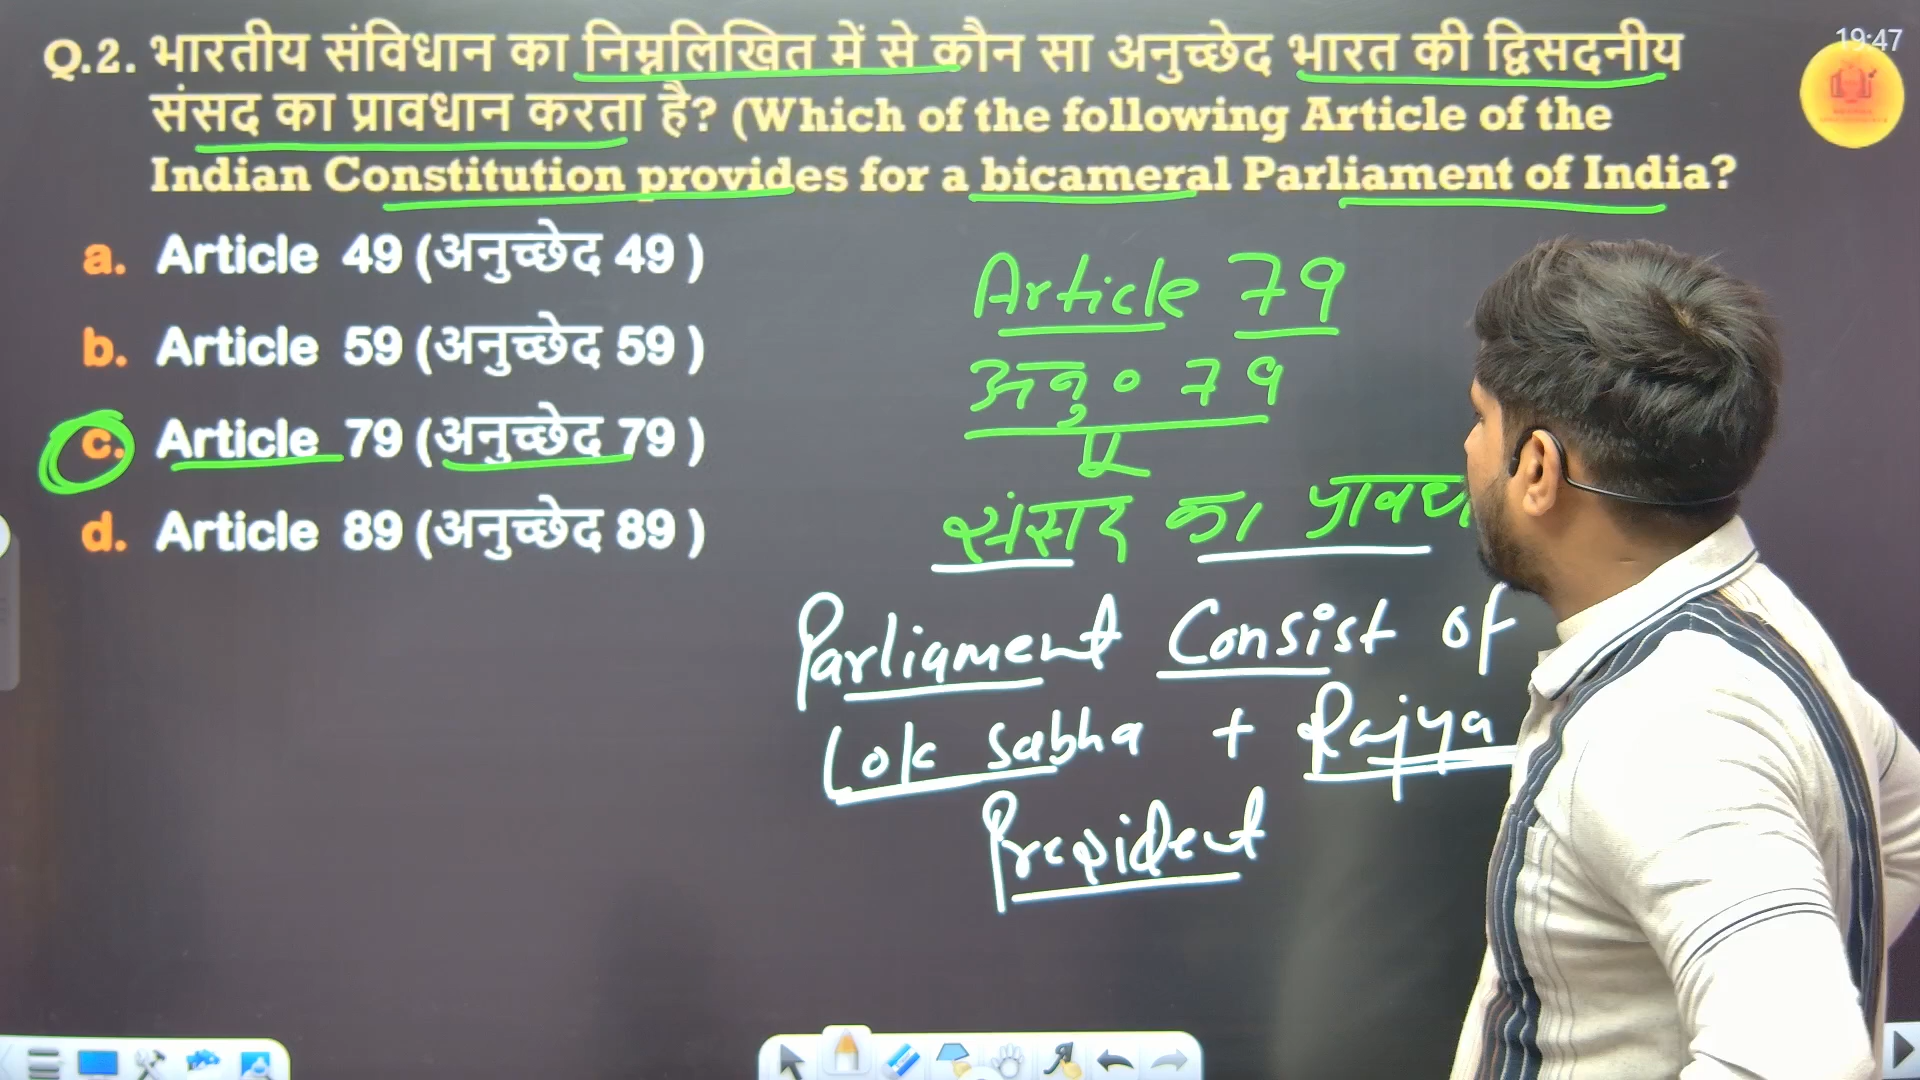 19:47
Q.2. भारतीय संविधान का निम्नलिखित में से कौन सा अनुच्छेद भारत की द्विसदनीय
संसद का प्रावधान करता है? (Which of the following Article of the
Indian Constitution provides for a bicameral Parliament of India?
a. Article 49 (अनुच्छेद 49 )
b. Article 59 (अनुच्छेद 59 )
c. Article 79 (अनुच्छेद 79 )
d. Article 89 (अनुच्छेद 89 )
Article 79
अनु० 79
संसद का
Parliament Consist of
Lok Sabha + Rajya
President